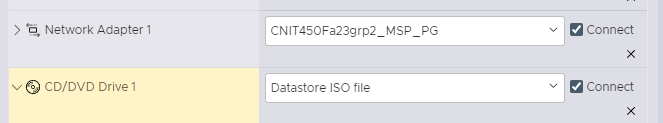 Network Adapter 1 CNIT450Fa23grp2_MSP_PG Connect
CD/DVD Drive 1 Datastore ISO file Connect